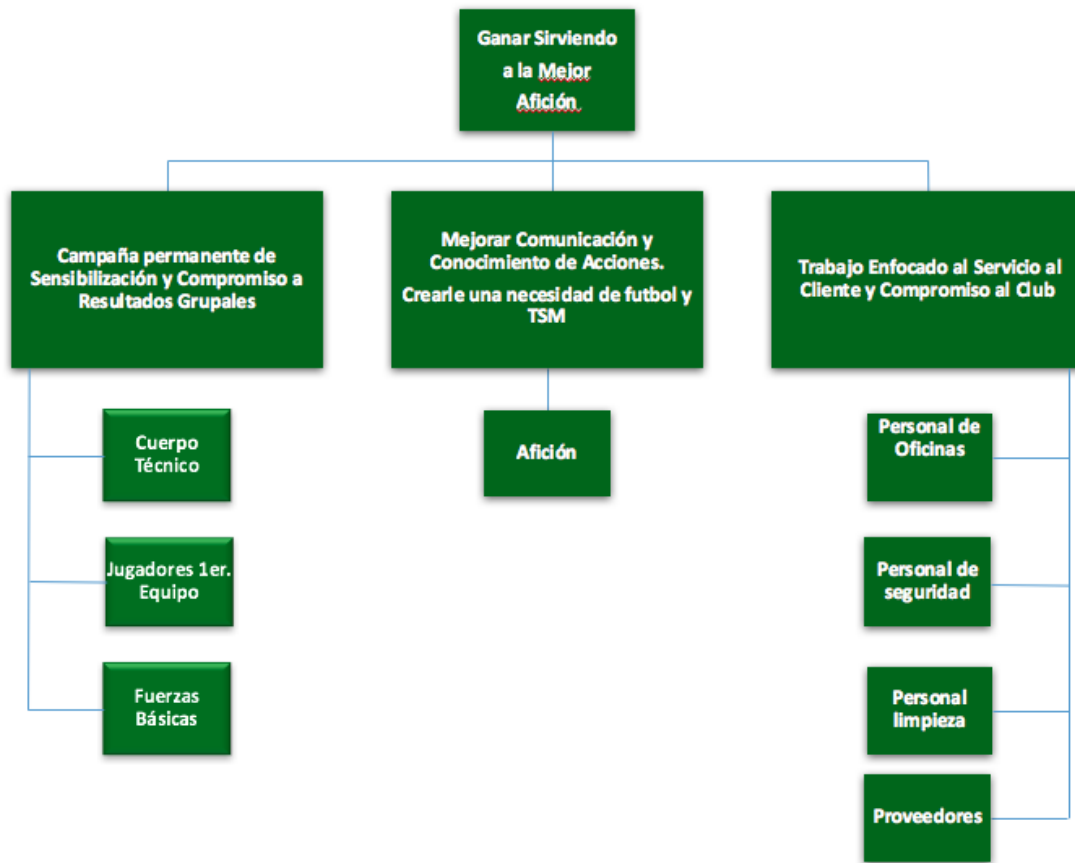 Ganar Sirviendo
a la Mejor
Afición
Campaña permanente de
Sensibilización y Compromiso a
Resultados Grupales
Mejorar Comunicación y
Conocimiento de Acciones.
Crearle una necesidad de futbol y
TSM
Trabajo Enfocado al Servicio al
Cliente y Compromiso al Club
Cuerpo
Técnico
Jugadores 1er.
Equipo
Fuerzas
Básicas
Afición
Personal de
Oficinas
Personal de
seguridad
Personal
limpieza
Proveedores